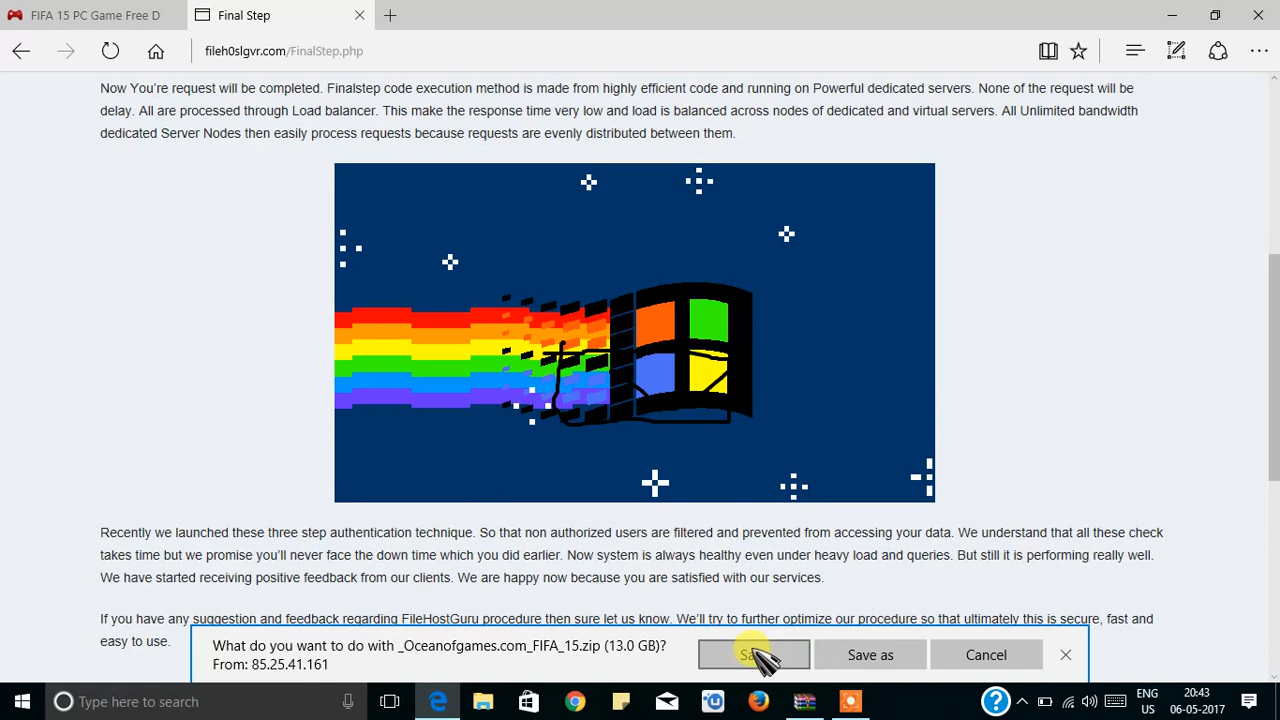 FIFA 15 PC Game Free D
Final Step
fileh0slgvr.com/FinalStep.php
Now You're request will be completed. Finalstep code execution method is made from highly efficient code and running on Powerful dedicated servers. None of the request will be
delay. All are processed through Load balancer. This make the response time very low and load is balanced across nodes of dedicated and virtual servers. All Unlimited bandwidth
dedicated Server Nodes then easily process requests because requests are evenly distributed between them.
Recently we launched these three step authentication technique. So that non authorized users are filtered and prevented from accessing your data. We understand that all these check
takes time but we promise you'll never face the down time which you did earlier. Now system is always healthy even under heavy load and queries. But still it is performing really well.
We have started receiving positive feedback from our clients. We are happy now because you are satisfied with our services.
If you have any suggestion and feedback regarding FileHostGuru procedure then sure let us know. We'll try to further optimize our procedure so that ultimately this is secure, fast and
easy to use.
What do you want to do with _Oceanofgames.com_FIFA_15.zip (13.0 GB)?
From: 85.25.41.161
Save as
Cancel
Type here to search
ENG
US
20:43
06-05-2017